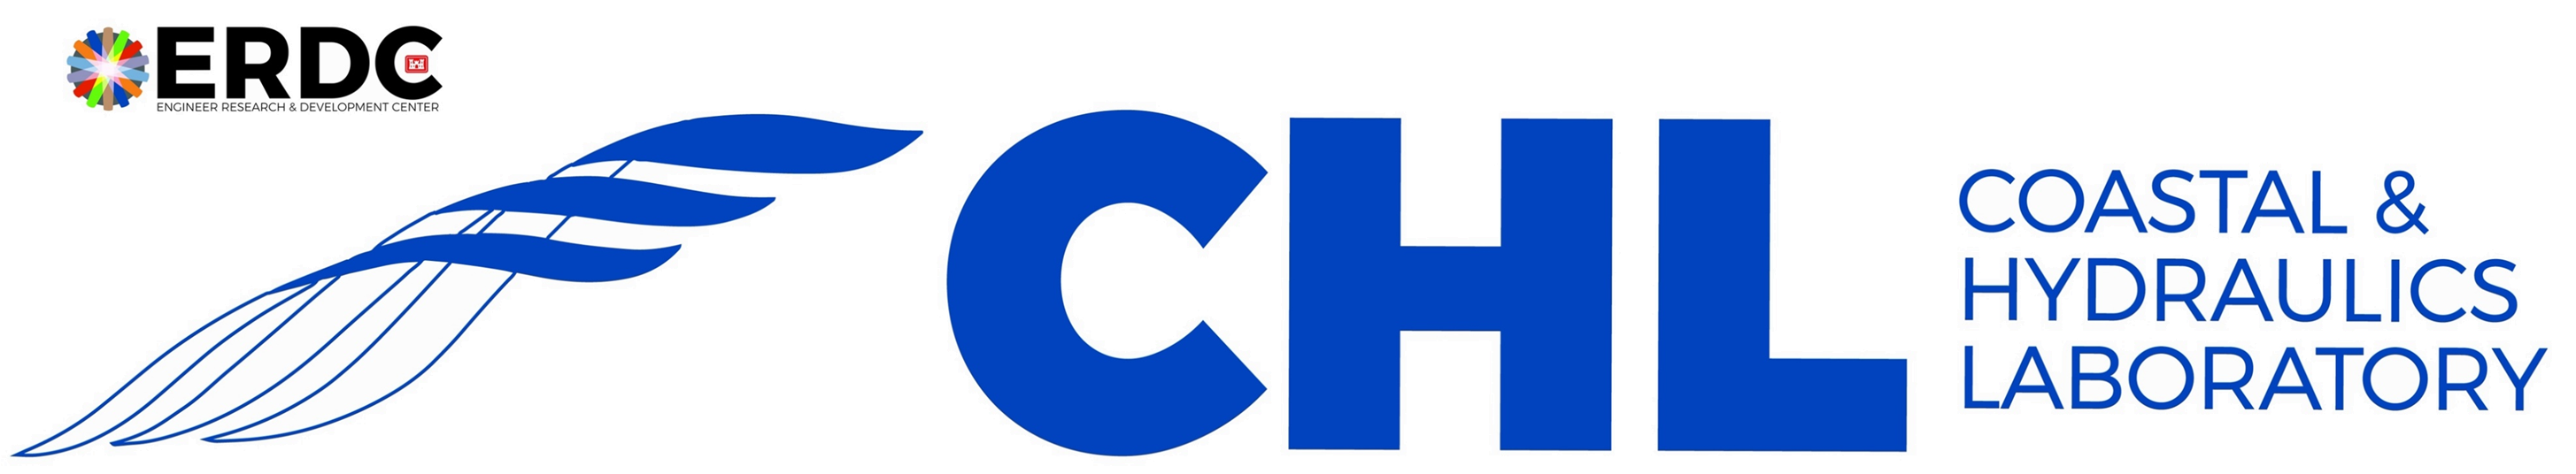 ERDC
ENGINEER RESEARCH & DEVELOPMENT CENTER
CHL
COASTAL &
HYDRAULICS
LABORATORY